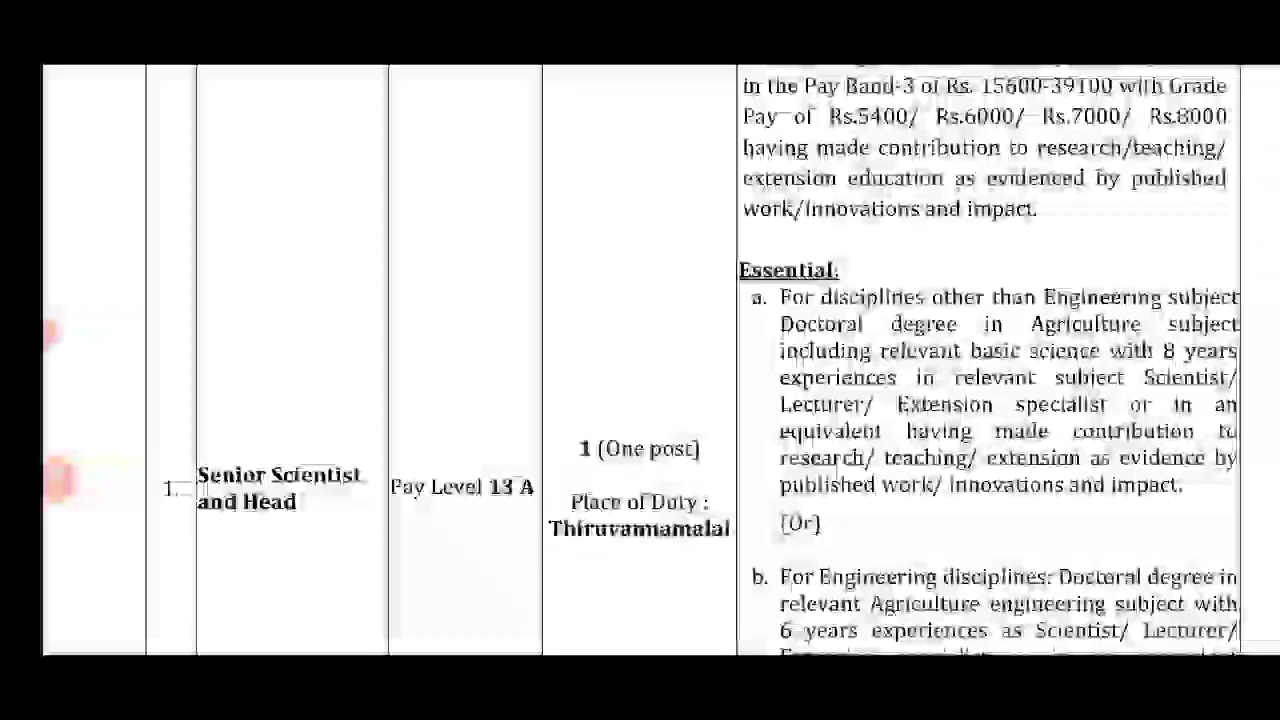 in the Pay Band-3 of Rs. 15600-39100 with Grade
Pay of Rs.5400/ Rs.6000/ Rs.7000/ Rs.8000
having made contribution to research/teaching/
extension education as evidenced by published
work/Innovations and impact.
Essential:
a. For disciplines other than Engineering subject
Doctoral degree in Agriculture subject
including relevant basic science with 8 years
experiences in relevant subject Scientist/
Lecturer/ Extension specialist or in an
equivalent having made contribution to
research/ teaching/ extension as evidence by
published work/ Innovations and impact.
[Or]
b. For Engineering disciplines: Doctoral degree in
relevant Agriculture engineering subject with
6 years experiences as Scientist/ Lecturer/
1.
Senior Scientist
and Head
Pay Level 13 A
1 (One post)
Place of Duty :
Thiruvannamalai